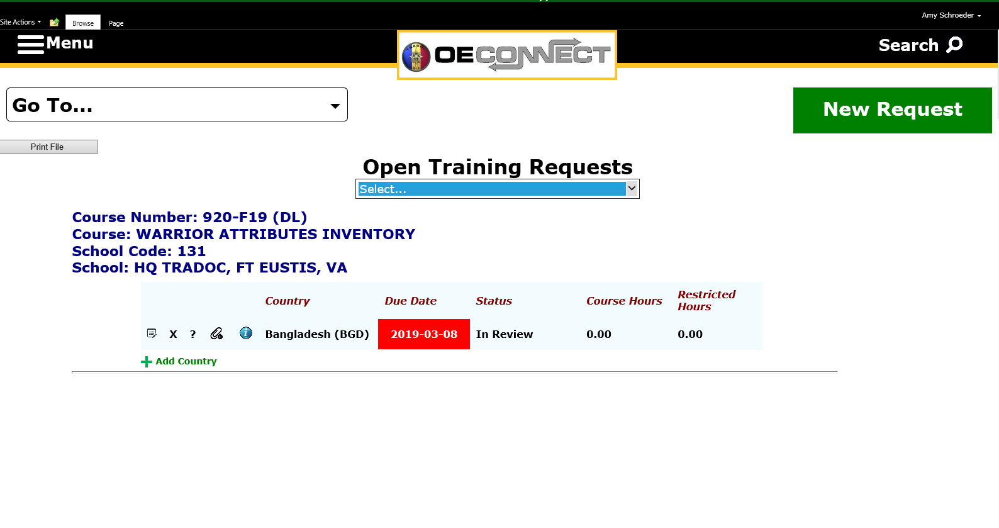 Site Actions
Browse
Page
Amy Schroeder
Menu
TRADOC
OECONNECT
Search
Go To...
New Request
Print File
Open Training Requests
Select...
Course Number: 920-F19 (DL)
Course: WARRIOR ATTRIBUTES INVENTORY
School Code: 131
School: HQ TRADOC, FT EUSTIS, VA
Country Due Date Status Course Hours Restricted Hours
X ? i Bangladesh (BGD) 2019-03-08 In Review 0.00 0.00
Add Country